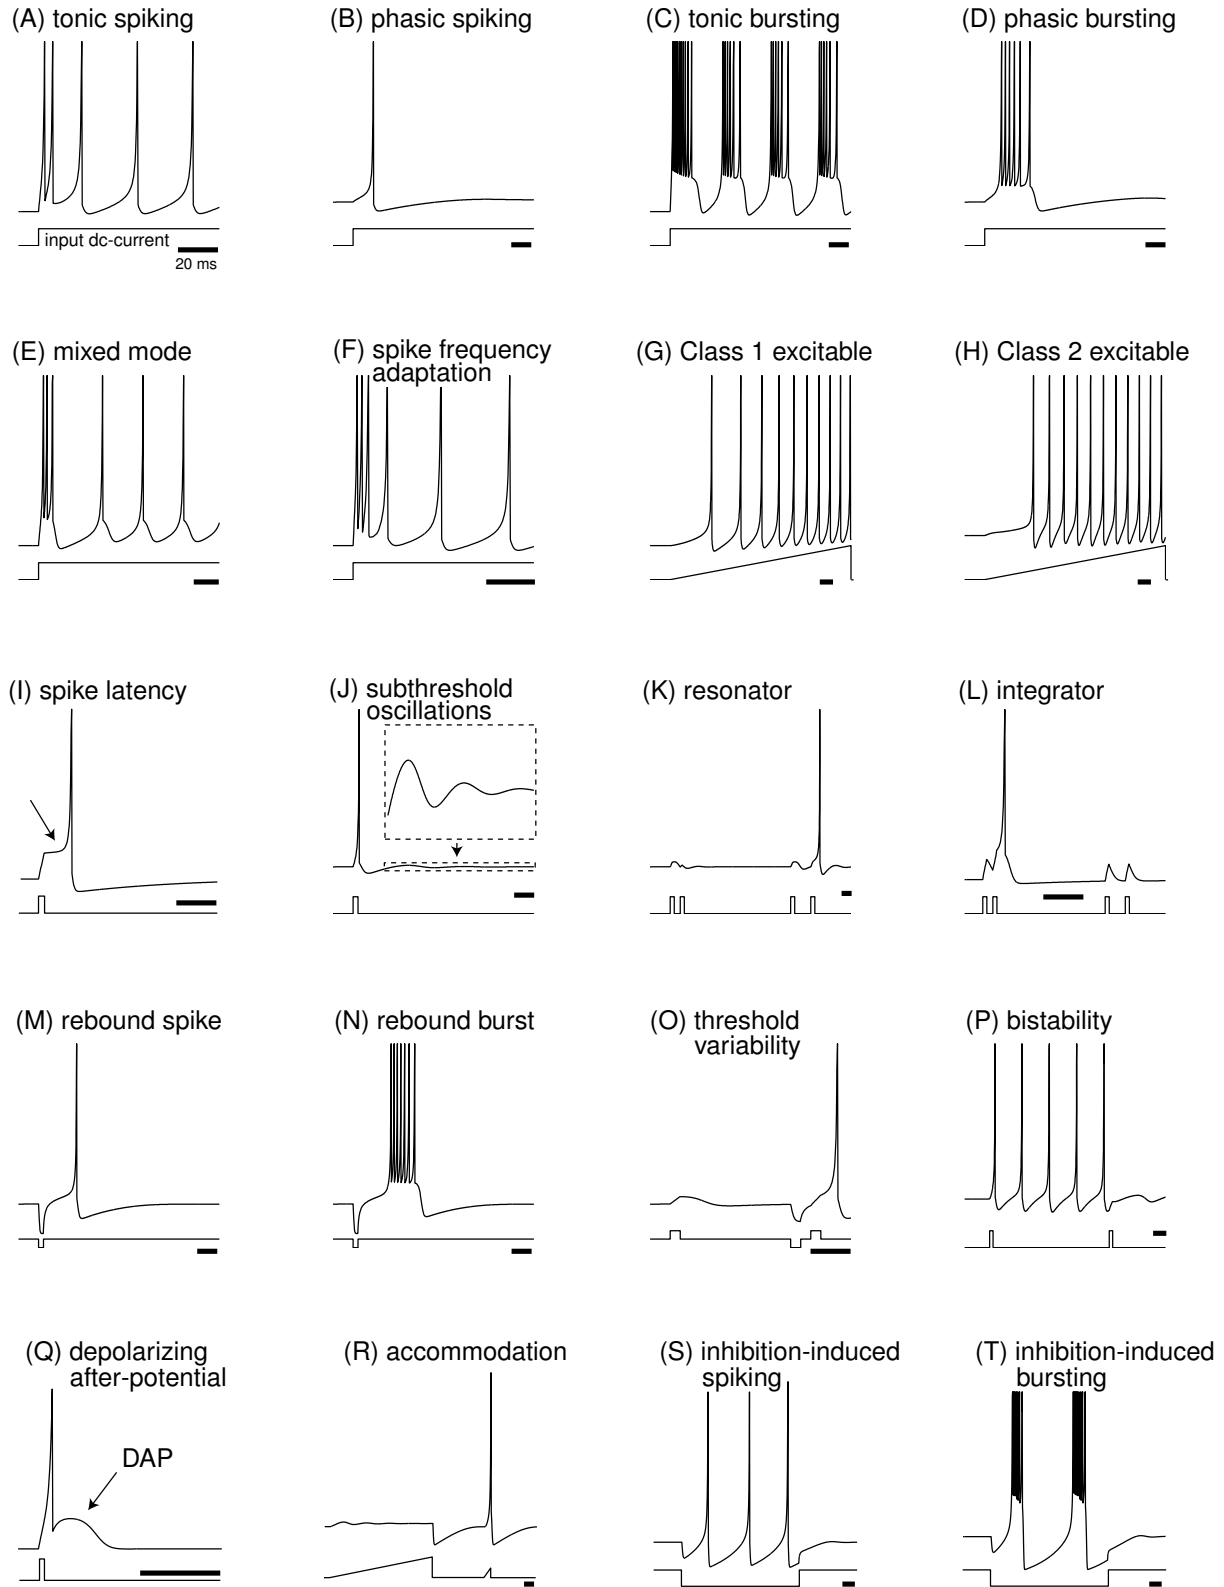 (A) tonic spiking
(B) phasic spiking
(C) tonic bursting
(D) phasic bursting
input dc-current
20 ms
(E) mixed mode
(F) spike frequency
adaptation
(G) Class 1 excitable
(H) Class 2 excitable
(I) spike latency
(J) subthreshold
oscillations
(K) resonator
(L) integrator
(M) rebound spike
(N) rebound burst
(O) threshold
variability
(P) bistability
(Q) depolarizing
after-potential
DAP
(R) accommodation
(S) inhibition-induced
spiking
(T) inhibition-induced
bursting